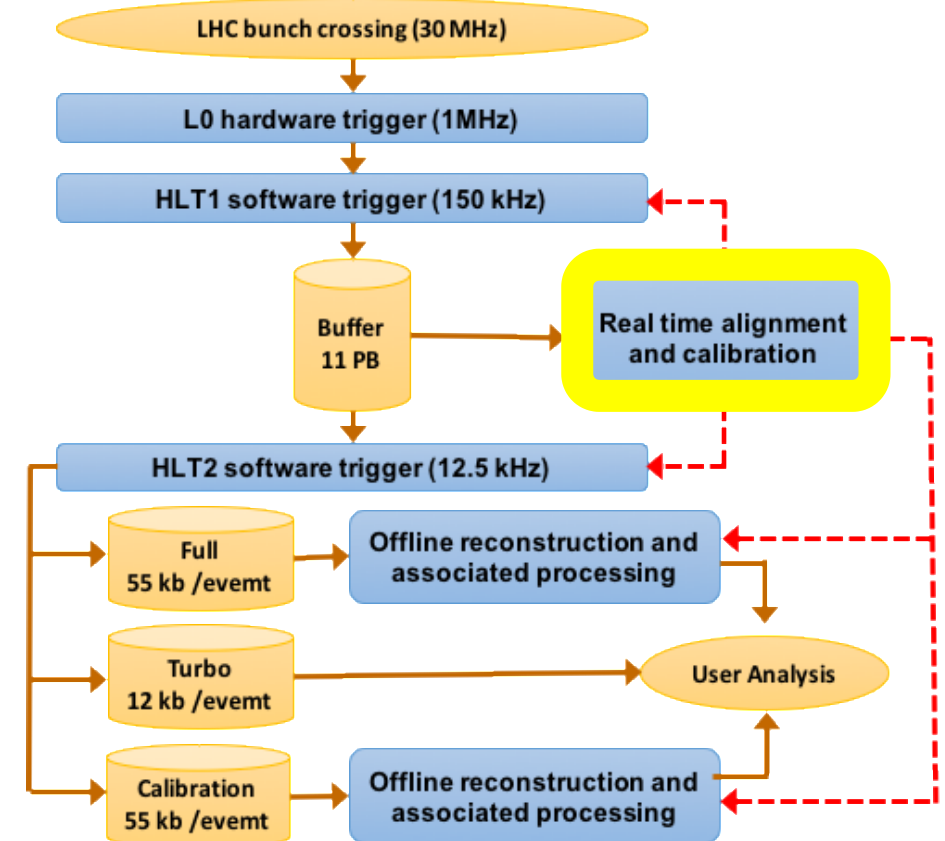 LHC bunch crossing (30 MHz)
L0 hardware trigger (1MHz)
HLT1 software trigger (150 kHz)
Buffer
11 PB
Real time alignment
and calibration
HLT2 software trigger (12.5 kHz)
Full
55 kb /evemt
Offline reconstruction and
associated processing
Turbo
12 kb /evemt
User Analysis
Calibration
55 kb /evemt
Offline reconstruction and
associated processing